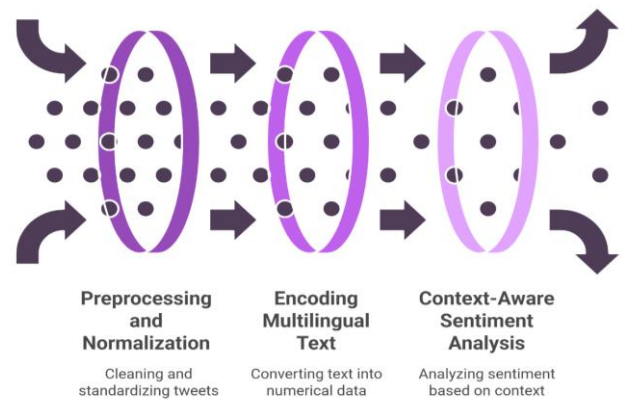 Preprocessing
and
Normalization
Cleaning and
standardizing tweets
Encoding
Multilingual
Text
Converting text into
numerical data
Context-Aware
Sentiment
Analysis
Analyzing sentiment
based on context